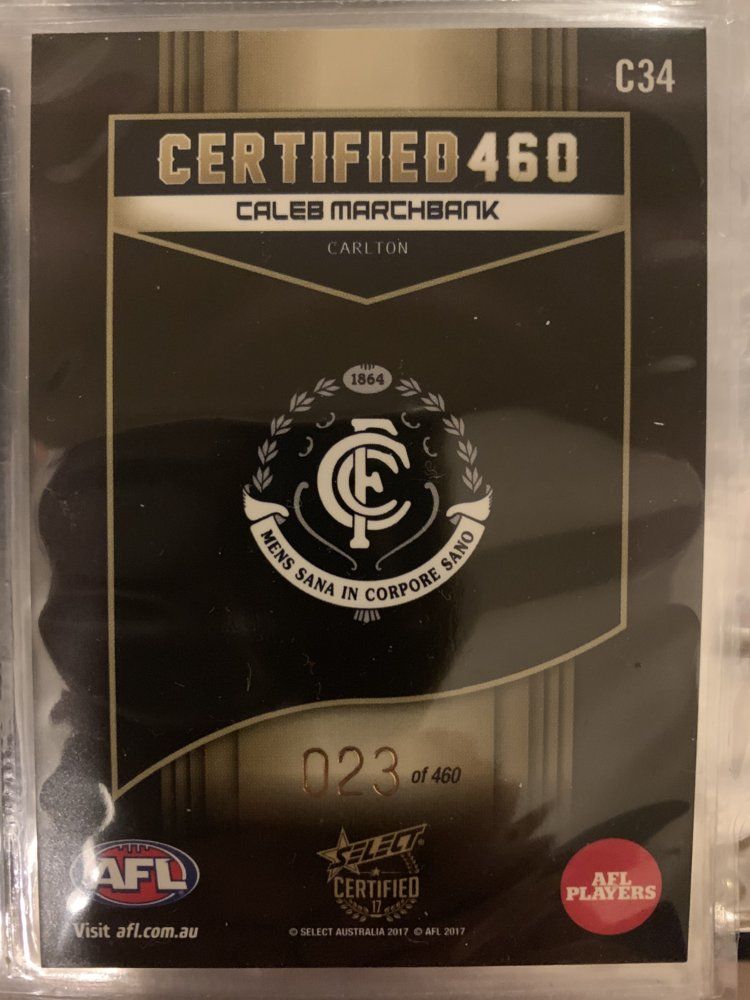 C34
CERTIFIED 460
CALEB MARCHBANK
CARLTON
1864
CFC
MENS SANA IN CORPORE SANO
023 of 460
AFL
SELECT
CERTIFIED
17
AFL
PLAYERS
Visit afl.com.au
© SELECT AUSTRALIA 2017 © AFL 2017